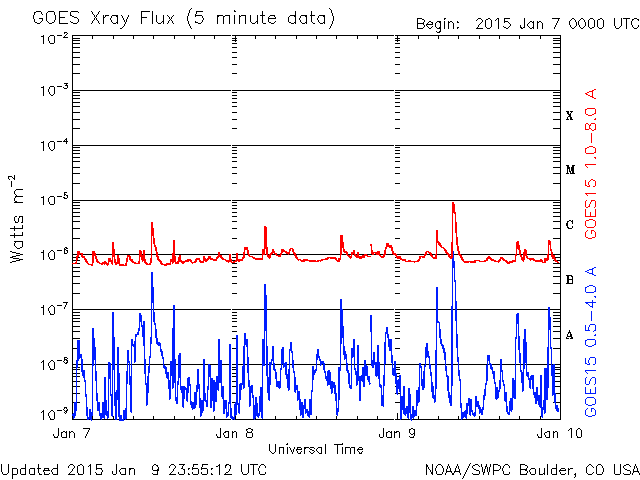 GOES Xray Flux (5 minute data)
Begin: 2015 Jan 7 0000 UTC
10-2
10-3
10-4
10-5
10-6
10-7
10-8
10-9
Watts m-2
X
M
C
B
A
GOES15 1.0-8.0 A
GOES15 0.5-4.0 A
Jan 7
Jan 8
Jan 9
Jan 10
Universal Time
Updated 2015 Jan 9 23:55:12 UTC
NOAA/SWPC Boulder, CO USA